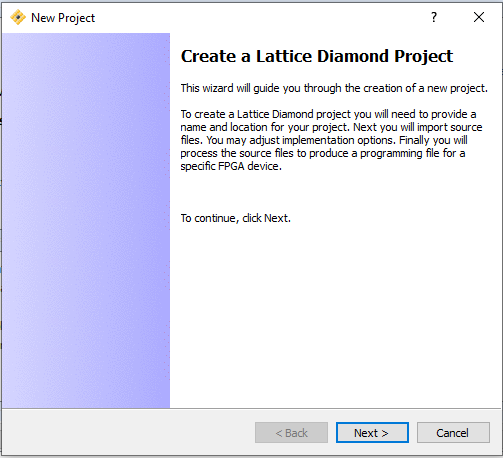 New Project
?
Create a Lattice Diamond Project
This wizard will guide you through the creation of a new project.
To create a Lattice Diamond project you will need to provide a
name and location for your project. Next you will import source
files. You may adjust implementation options. Finally you will
process the source files to produce a programming file for a
specific FPGA device.
To continue, click Next.
< Back
Next >
Cancel